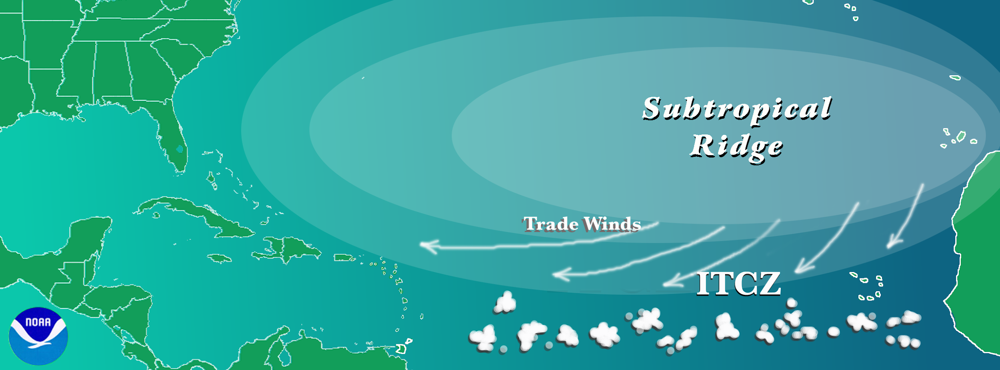 Subtropical
Ridge
Trade Winds
ITCZ
NOAA